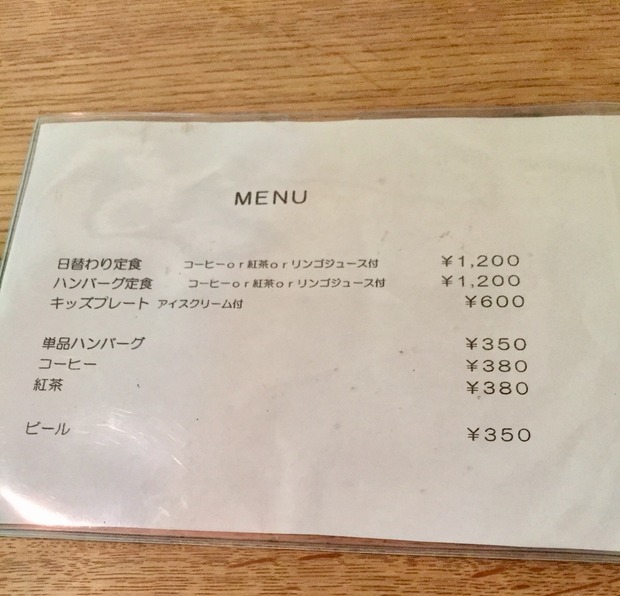 MENU
日替わり定食 コーヒーor紅茶orリンゴジュース付 ¥1,200
ハンバーグ定食 コーヒーor紅茶orリンゴジュース付 ¥1,200
キッズプレート アイスクリーム付 ¥600
単品ハンバーグ ¥350
コーヒー ¥380
紅茶 ¥380
ビール ¥350